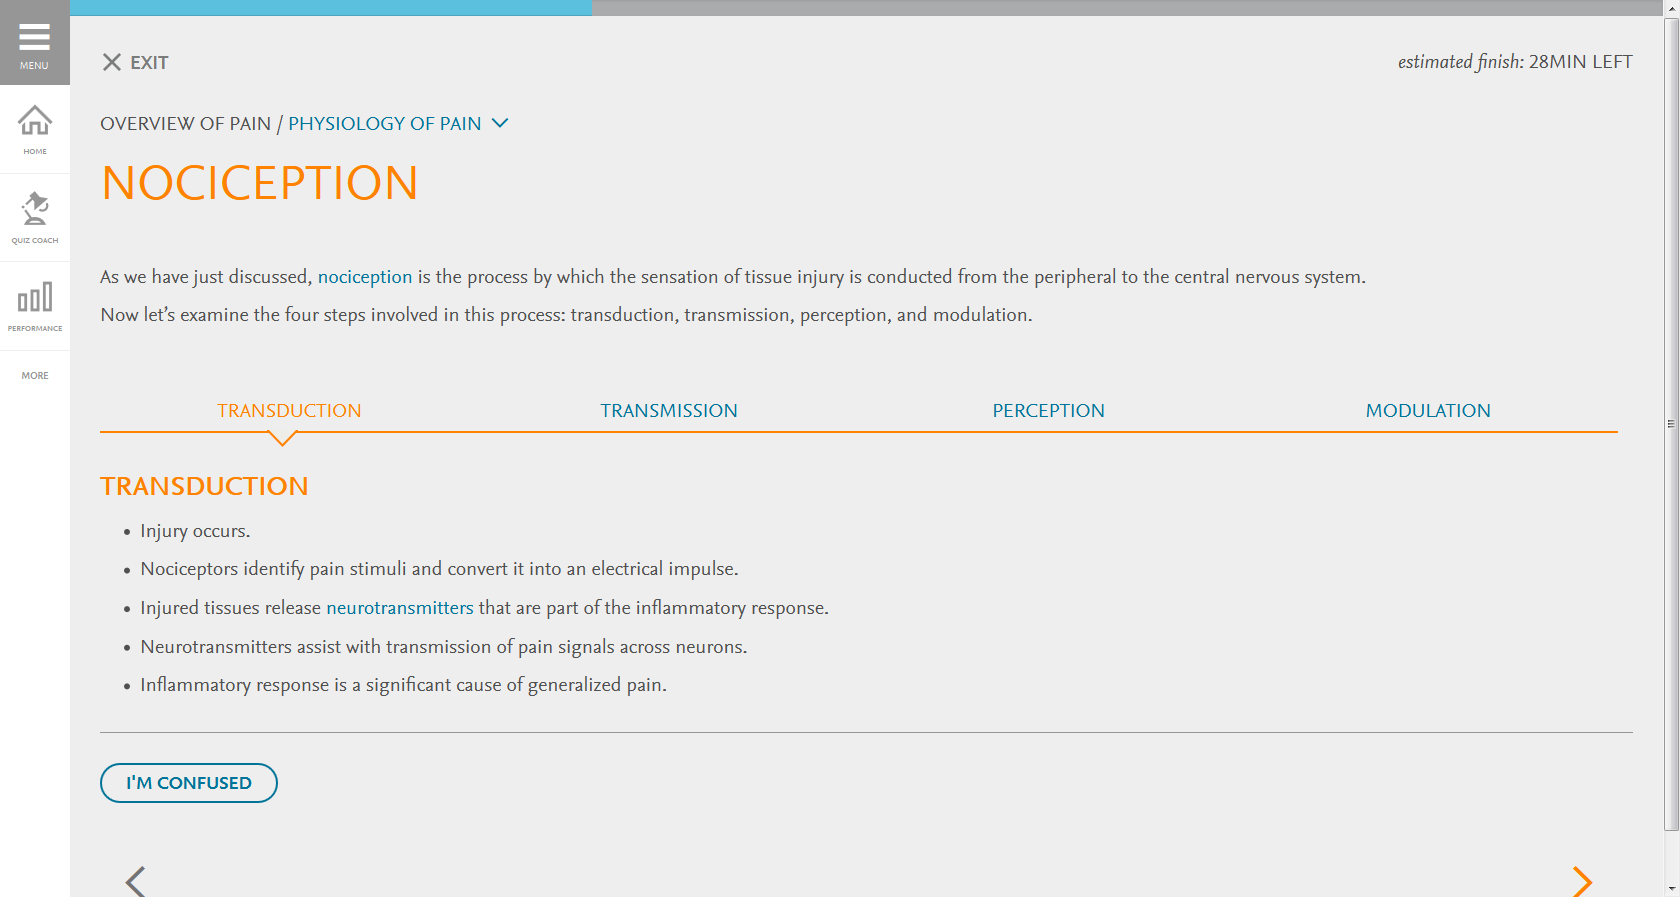 MENU
HOME
QUIZ COACH
PERFORMANCE
MORE
EXIT
estimated finish: 28MIN LEFT
OVERVIEW OF PAIN / PHYSIOLOGY OF PAIN
NOCICEPTION
As we have just discussed, nociception is the process by which the sensation of tissue injury is conducted from the peripheral to the central nervous system.
Now let’s examine the four steps involved in this process: transduction, transmission, perception, and modulation.
TRANSDUCTION
TRANSMISSION
PERCEPTION
MODULATION
TRANSDUCTION
• Injury occurs.
• Nociceptors identify pain stimuli and convert it into an electrical impulse.
• Injured tissues release neurotransmitters that are part of the inflammatory response.
• Neurotransmitters assist with transmission of pain signals across neurons.
• Inflammatory response is a significant cause of generalized pain.
I'M CONFUSED